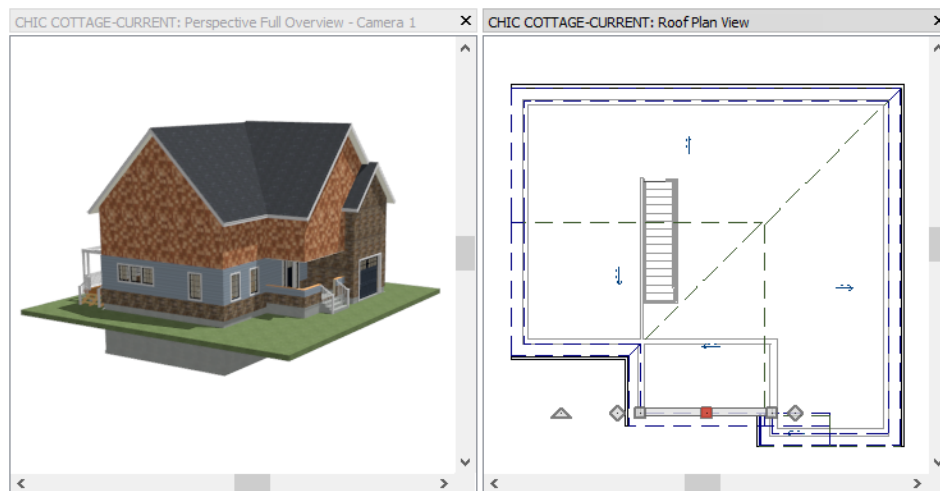 CHIC COTTAGE-CURRENT: Perspective Full Overview - Camera 1
CHIC COTTAGE-CURRENT: Roof Plan View